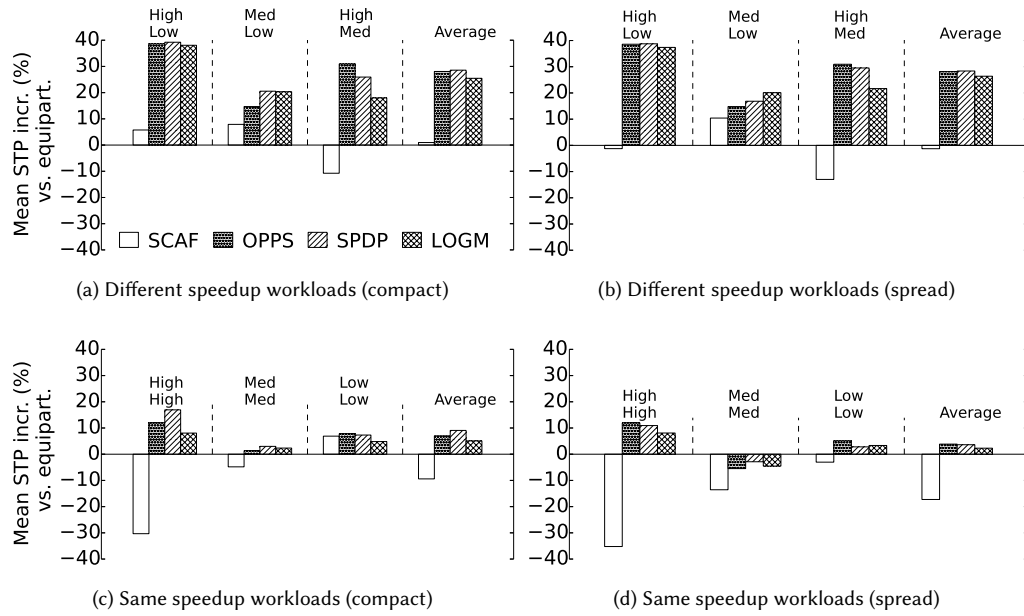 High Med High
Low Low Med Average
40
30
20
10
0
−10
−20
−30
−40
Mean STP incr. (%)
vs. equipart.
SCAF OPPS SPDP LOGM
(a) Different speedup workloads (compact)
High Med High
Low Low Med Average
40
30
20
10
0
−10
−20
−30
−40
(b) Different speedup workloads (spread)
40
30
20
10
0
−10
−20
−30
−40
Mean STP incr. (%)
vs. equipart.
High Med Low
High Med Low Average
(c) Same speedup workloads (compact)
40
30
20
10
0
−10
−20
−30
−40
High Med Low
High Med Low Average
(d) Same speedup workloads (spread)